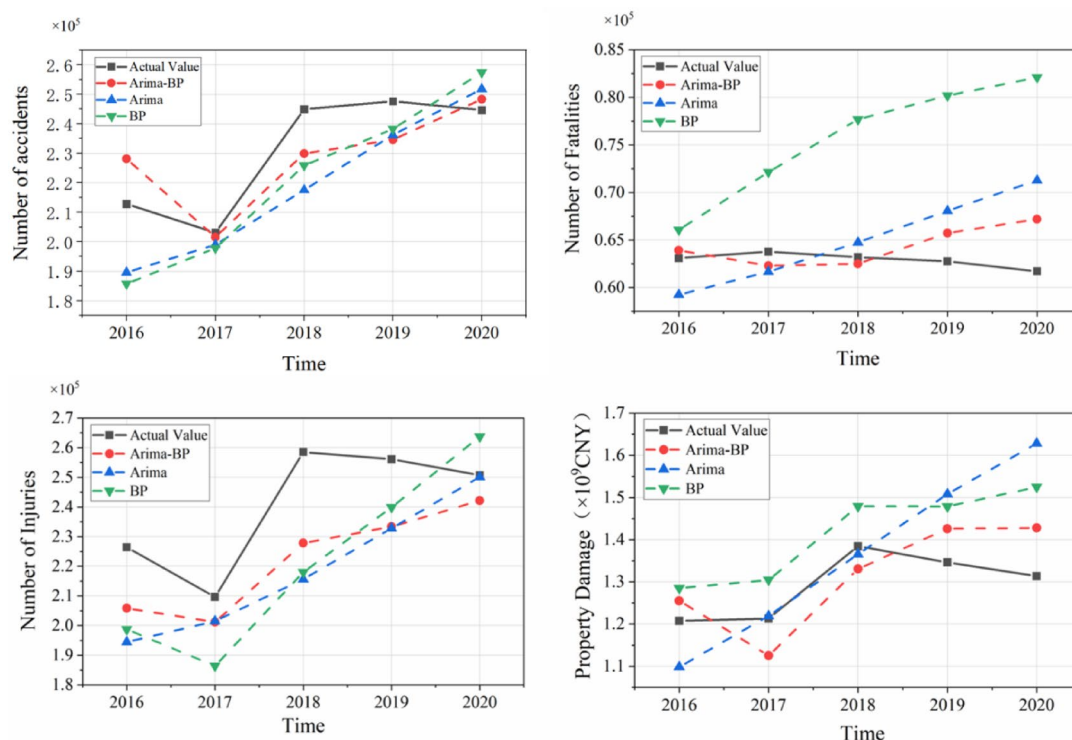 ×10⁵
Number of accidents
2. 6
2. 5
2. 4
2. 3
2. 2
2. 1
2. 0
1. 9
1. 8
Actual Value
Arima-BP
Arima
BP
2016 2017 2018 2019 2020
Time
×10⁵
Number of Fatalities
0.85
0.80
0.75
0.70
0.65
0.60
Actual Value
Arima-BP
Arima
BP
2016 2017 2018 2019 2020
Time
×10⁵
Number of Injuries
2.7
2.6
2.5
2.4
2.3
2.2
2.1
2.0
1.9
1.8
Actual Value
Arima-BP
Arima
BP
2016 2017 2018 2019 2020
Time
Property Damage（×10⁹CNY）
1.7
1.6
1.5
1.4
1.3
1.2
1.1
Actual Value
Arima-BP
Arima
BP
2016 2017 2018 2019 2020
Time